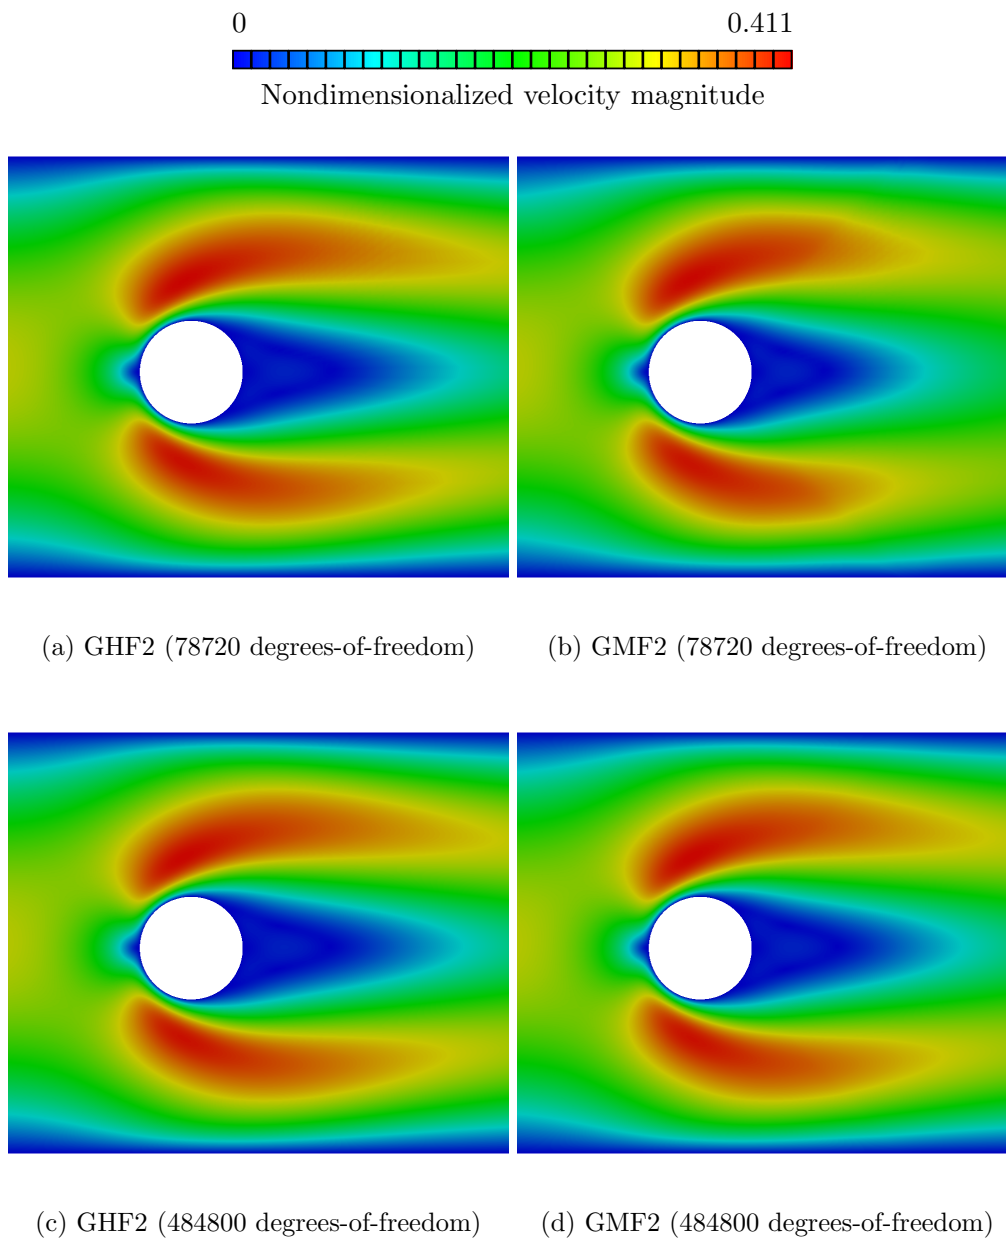 0 0.411
Nondimensionalized velocity magnitude
(a) GHF2 (78720 degrees-of-freedom)
(b) GMF2 (78720 degrees-of-freedom)
(c) GHF2 (484800 degrees-of-freedom)
(d) GMF2 (484800 degrees-of-freedom)